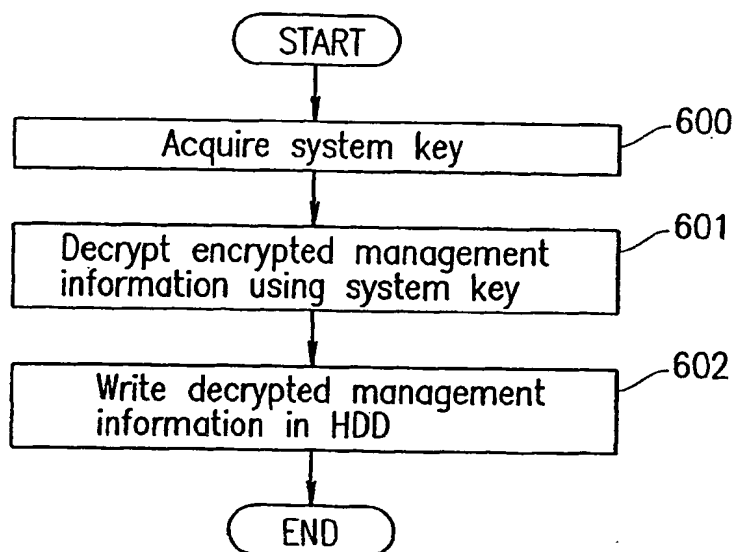 START
Acquire system key
600
Decrypt encrypted management
information using system key
601
Write decrypted management
information in HDD
602
END